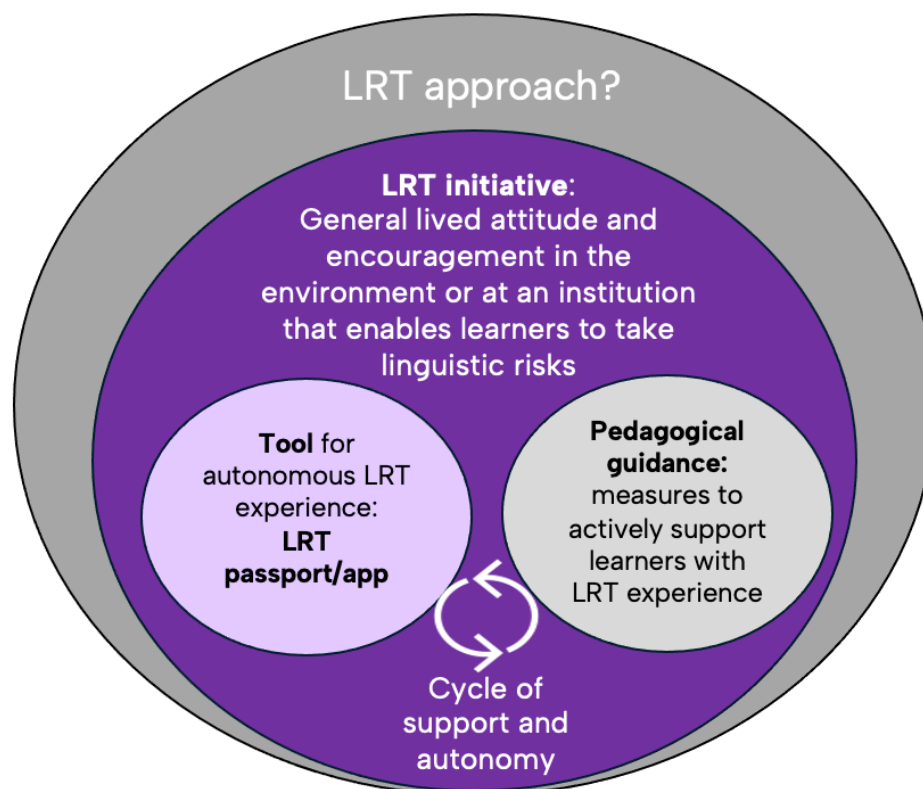 LRT approach?
LRT initiative:
General lived attitude and
encouragement in the
environment or at an institution
that enables learners to take
linguistic risks
Tool for
autonomous LRT
experience:
LRT
passport/app
Pedagogical
guidance:
measures to
actively support
learners with
LRT experience
Cycle of
support and
autonomy